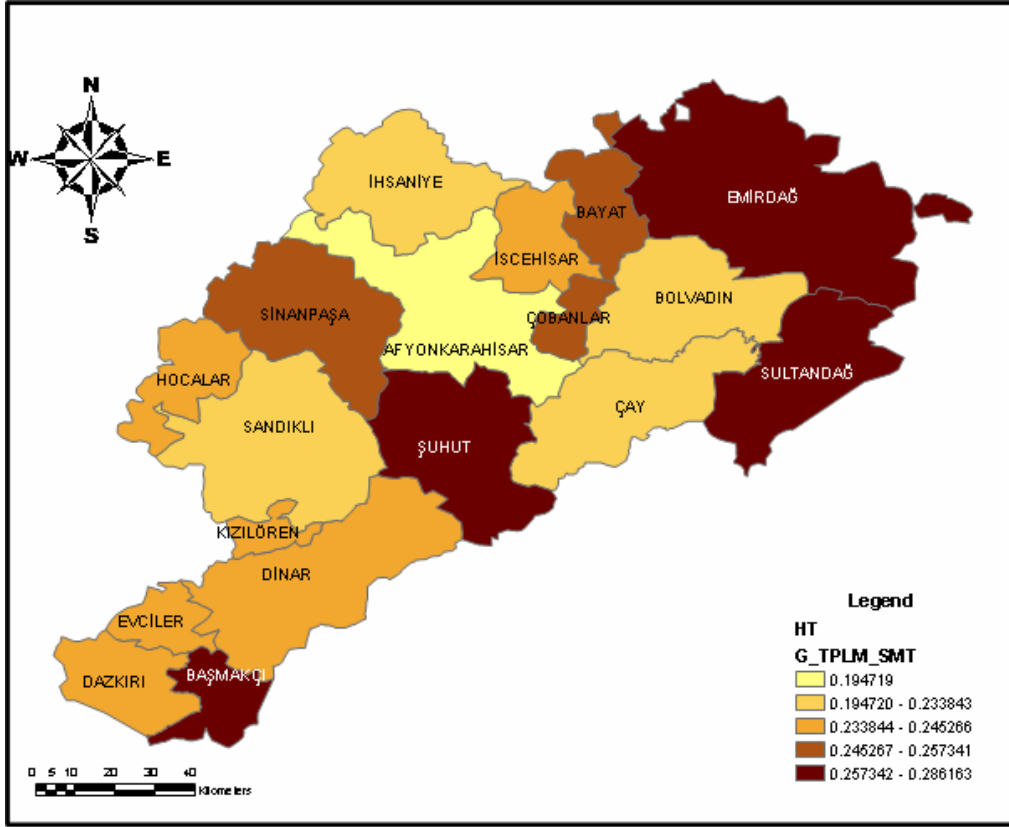 N
W E
S
İHSANİYE
EMİRDAĞ
BAYAT
İSCEHİSAR
BOLVADIN
SİNANPAŞA
ÇOBANLAR
AFYONKARAHİSAR
SULTANDAĞ
HOCALAR
ÇAY
SANDIKLI
ŞUHUT
KIZILÖREN
DİNAR
EVCİLER
BAŞMAKÇI
DAZKIRI
Legend
HT
G_TPLM_SMT
0.194719
0.194720 - 0.233843
0.233844 - 0.245266
0.245267 - 0.257341
0.257342 - 0.286163
0 5 10 20 30 40
Kilometers